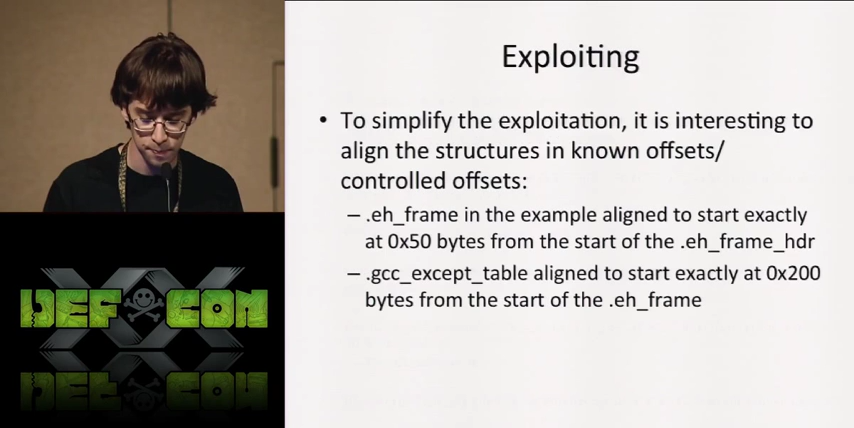 Exploiting
• To simplify the exploitation, it is interesting to
align the structures in known offsets/
controlled offsets:
– .eh_frame in the example aligned to start exactly
at 0x50 bytes from the start of the .eh_frame_hdr
– .gcc_except_table aligned to start exactly at 0x200
bytes from the start of the .eh_frame
XX
DEF CON